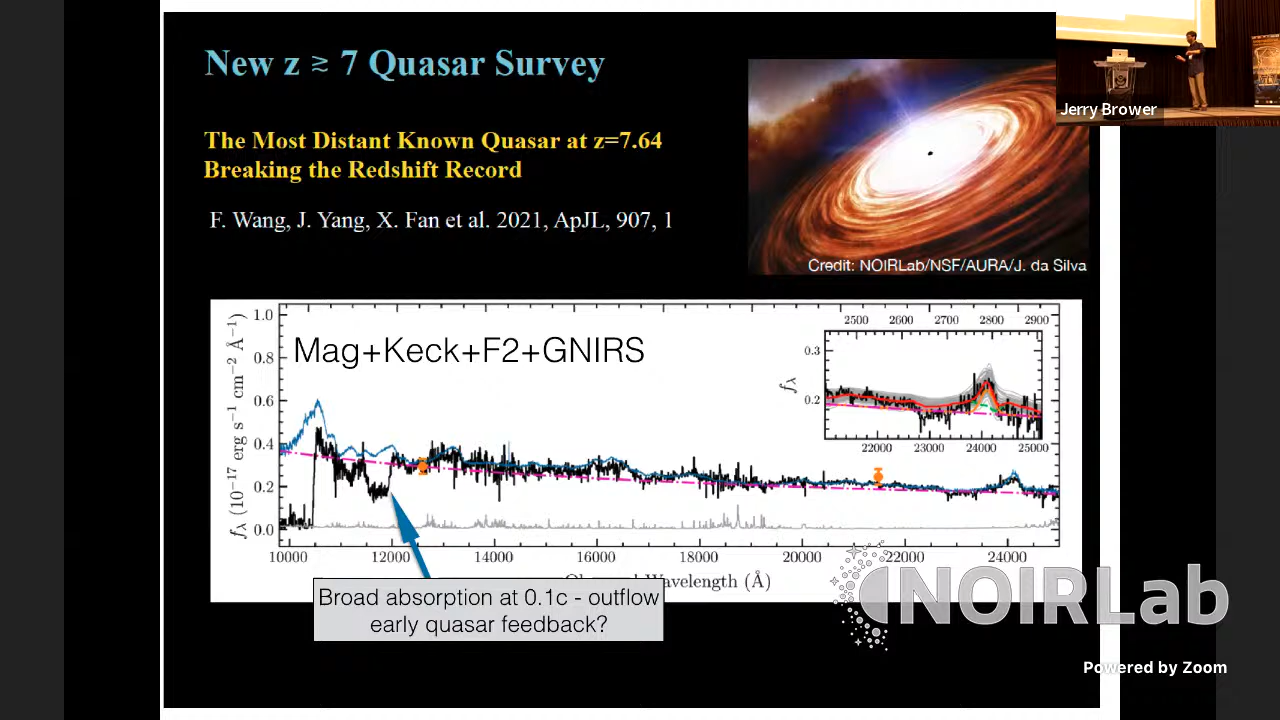 New z ≳ 7 Quasar Survey
The Most Distant Known Quasar at z=7.64
Breaking the Redshift Record
F. Wang, J. Yang, X. Fan et al. 2021, ApJL, 907, 1
Credit: NOIRLab/NSF/AURA/J. da Silva
Jerry Brower
Mag+Keck+F2+GNIRS
f_λ (10⁻¹⁷ erg s⁻¹ cm⁻² Å⁻¹)
1.0
0.8
0.6
0.4
0.2
0.0
10000 12000 14000 16000 18000 20000 22000 24000
Wavelength (Å)
2500 2600 2700 2800 2900
f_λ
0.3
0.2
22000 23000 24000 25000
Broad absorption at 0.1c - outflow
early quasar feedback?
NOIRLab
Powered by Zoom